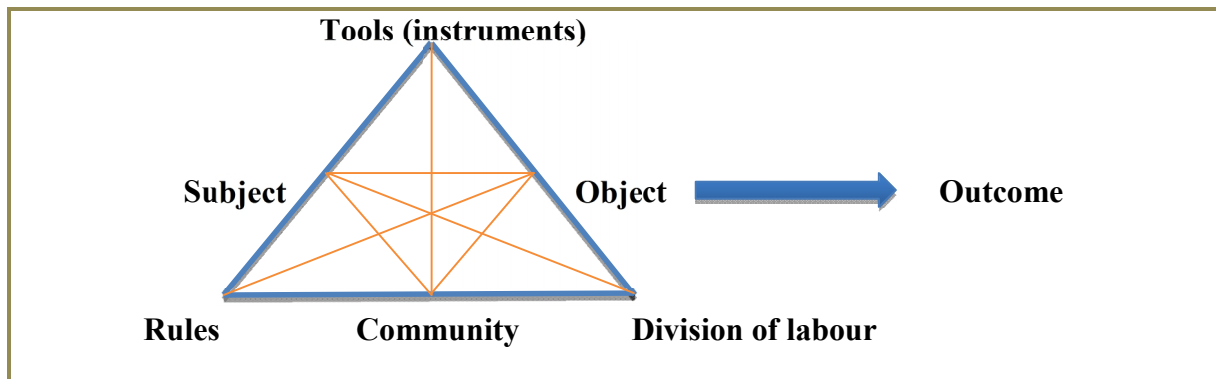 Tools (instruments)
Subject Object Outcome
Rules Community Division of labour